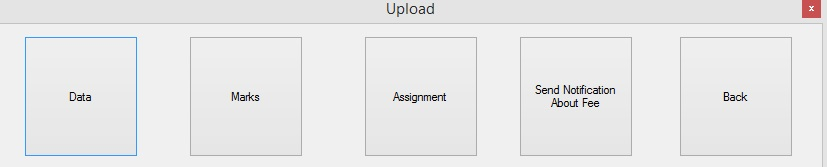 Upload
x
Data
Marks
Assignment
Send Notification
About Fee
Back